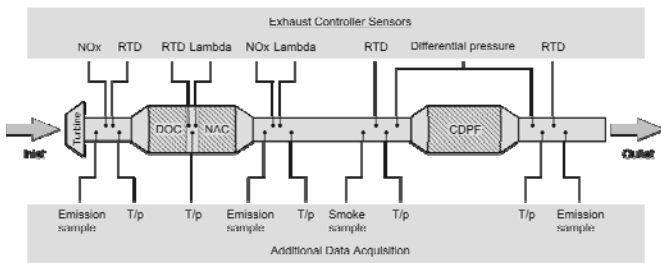 Exhaust Controller Sensors
NOx RTD RTD Lambda NOx Lambda RTD Differential pressure RTD
Turbine
DOC NAC CDPF
Inlet Outlet
Emission sample T/p T/p Emission sample T/p Smoke sample T/p T/p Emission sample
Additional Data Acquisition